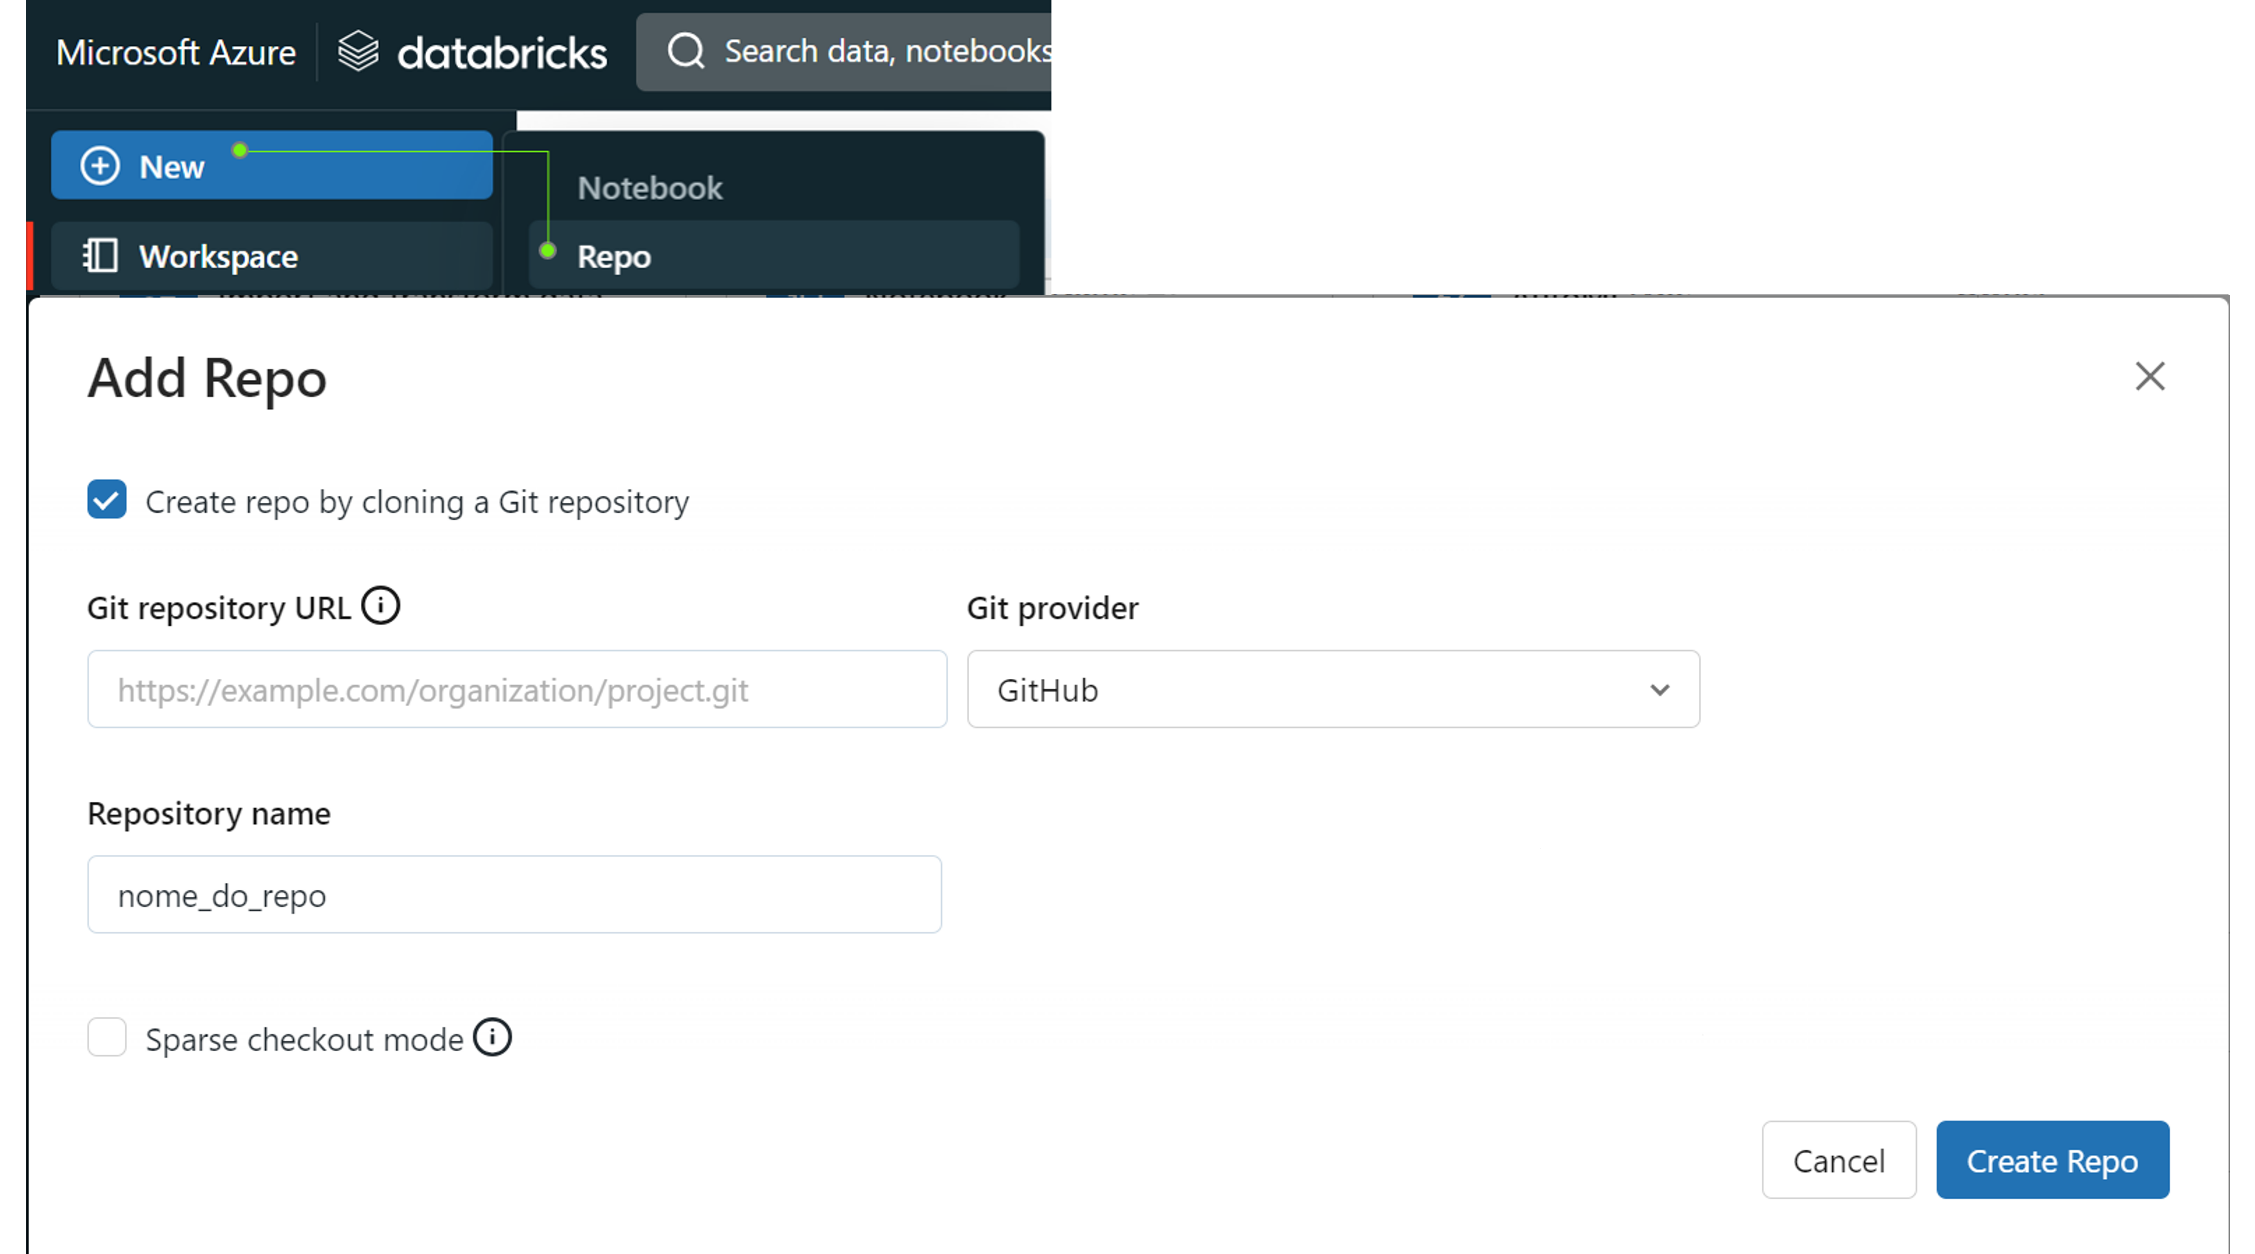 Microsoft Azure databricks Search data, notebooks
New
Notebook
Workspace
Repo
Add Repo
Create repo by cloning a Git repository
Git repository URL
Git provider
https://example.com/organization/project.git
GitHub
Repository name
nome_do_repo
Sparse checkout mode
Cancel
Create Repo